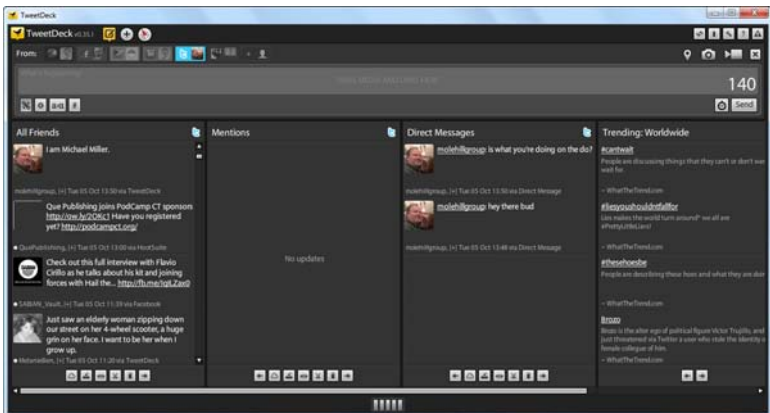 TweetDeck
TweetDeck v0.35.1
From:
140
Send
All Friends
I am Michael Miller.
molehillgroup, [+] Tue 05 Oct 13:50 via TweetDeck
Que Publishing joins PodCamp CT sponsors
http://ow.ly/2OKc1 Have you registered
yet? http://podcampct.org/
QuePublishing, [+] Tue 05 Oct 13:00 via HootSuite
Check out this full interview with Flavio
Cirillo as he talks about his kit and joining
forces with Hail the...
SABIAN_Vault, [+] Tue 05 Oct 11:39 via Facebook
Just saw an elderly woman zipping down
our street on her 4-wheel scooter, a huge
grin on her face. I want to be her when I
grow up.
[+] Tue 05 Oct 11:20 via TweetDeck
Mentions
No updates
Direct Messages
molehillgroup: is what you're doing on the do?
molehillgroup, [+] Tue 05 Oct 13:50 via Direct Message
molehillgroup: hey there bud
molehillgroup, [+] Tue 05 Oct 13:48 via Direct Message
Trending: Worldwide
#cantwait
People are discussing things that they can't or don't
wait for.
~ WhatTheTrend.com
#liesyoushouldntfallfor
Lies makes the world turn around" we all are
#PrettyLittleLiars!
~ WhatTheTrend.com
#thesehoesbe
People are describing these hoes and what they are
~ WhatTheTrend.com
Brozo
Brozo is the alter ego of political figure Victor Trujillo, and
just threatened via Twitter a user who stole the identity
female collegue of him.
~ WhatTheTrend.com